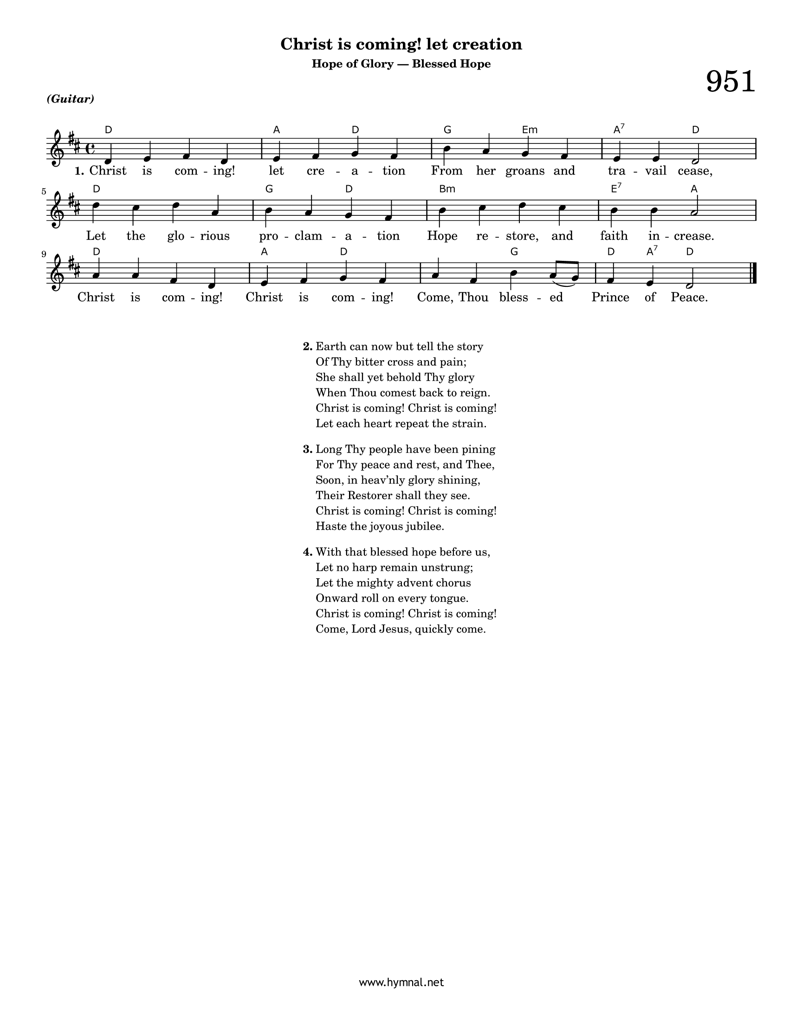 Christ is coming! let creation
Hope of Glory — Blessed Hope
951
(Guitar)
D A D G Em A7 D
1. Christ is com - ing! let cre - a - tion From her groans and tra - vail cease,
5 D G D Bm E7 A
Let the glo - rious pro - clam - a - tion Hope re - store, and faith in - crease.
9 D A D G D A7 D
Christ is com - ing! Christ is com - ing! Come, Thou bless - ed Prince of Peace.
2. Earth can now but tell the story
Of Thy bitter cross and pain;
She shall yet behold Thy glory
When Thou comest back to reign.
Christ is coming! Christ is coming!
Let each heart repeat the strain.
3. Long Thy people have been pining
For Thy peace and rest, and Thee,
Soon, in heav'nly glory shining,
Their Restorer shall they see.
Christ is coming! Christ is coming!
Haste the joyous jubilee.
4. With that blessed hope before us,
Let no harp remain unstrung;
Let the mighty advent chorus
Onward roll on every tongue.
Christ is coming! Christ is coming!
Come, Lord Jesus, quickly come.
www.hymnal.net